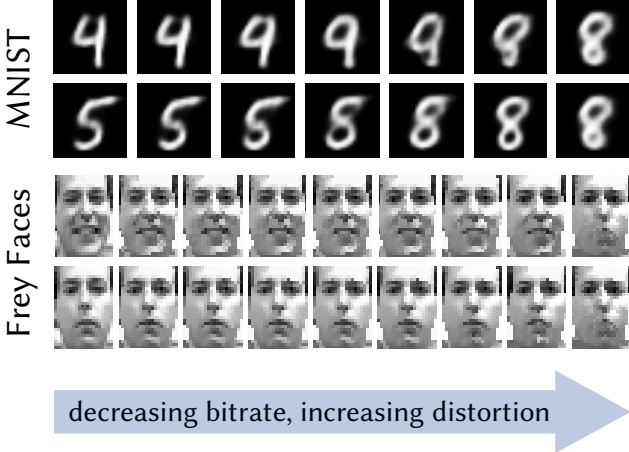 MNIST
Frey Faces
decreasing bitrate, increasing distortion